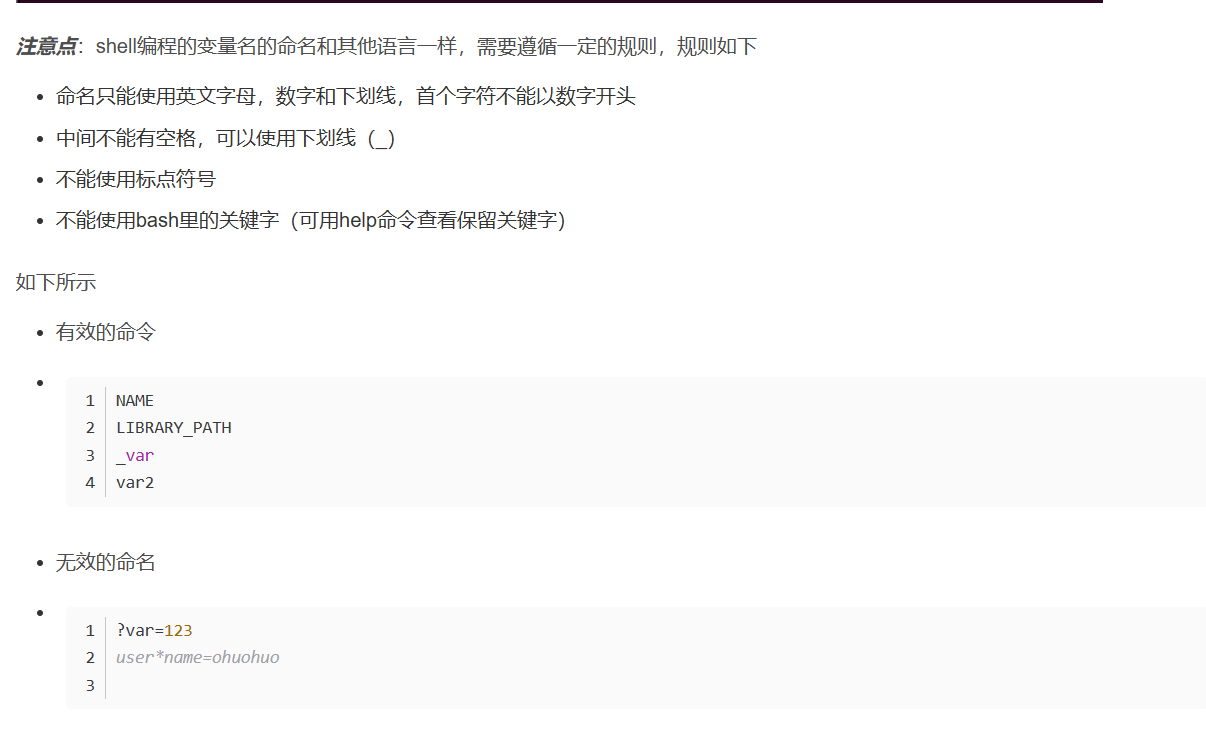 注意点：shell编程的变量名的命名和其他语言一样，需要遵循一定的规则，规则如下
命名只能使用英文字母，数字和下划线，首个字符不能以数字开头
中间不能有空格，可以使用下划线（_）
不能使用标点符号
不能使用bash里的关键字（可用help命令查看保留关键字）
如下所示
有效的命令
1 NAME
2 LIBRARY_PATH
3 _var
4 var2
无效的命名
1 ?var=123
2 user*name=ohuohuo
3